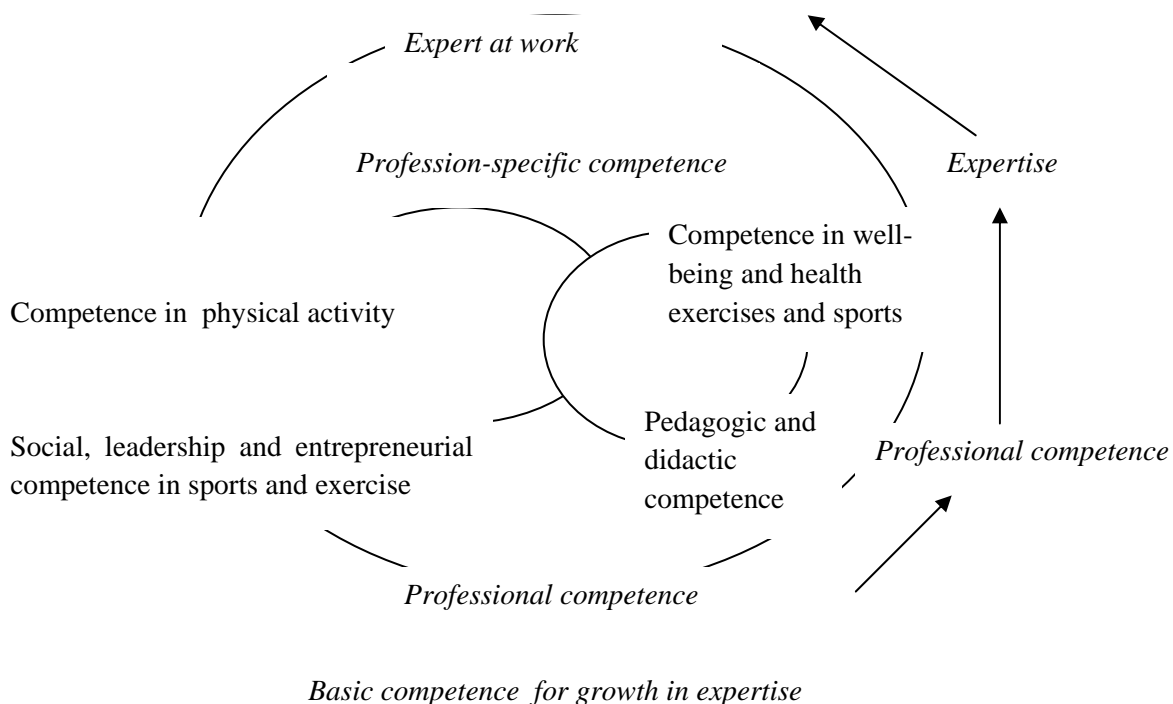 Expert at work
Profession-specific competence
Expertise
Competence in well-
being and health
exercises and sports
Competence in physical activity
Social, leadership and entrepreneurial
competence in sports and exercise
Pedagogic and
didactic
competence
Professional competence
Professional competence
Basic competence for growth in expertise